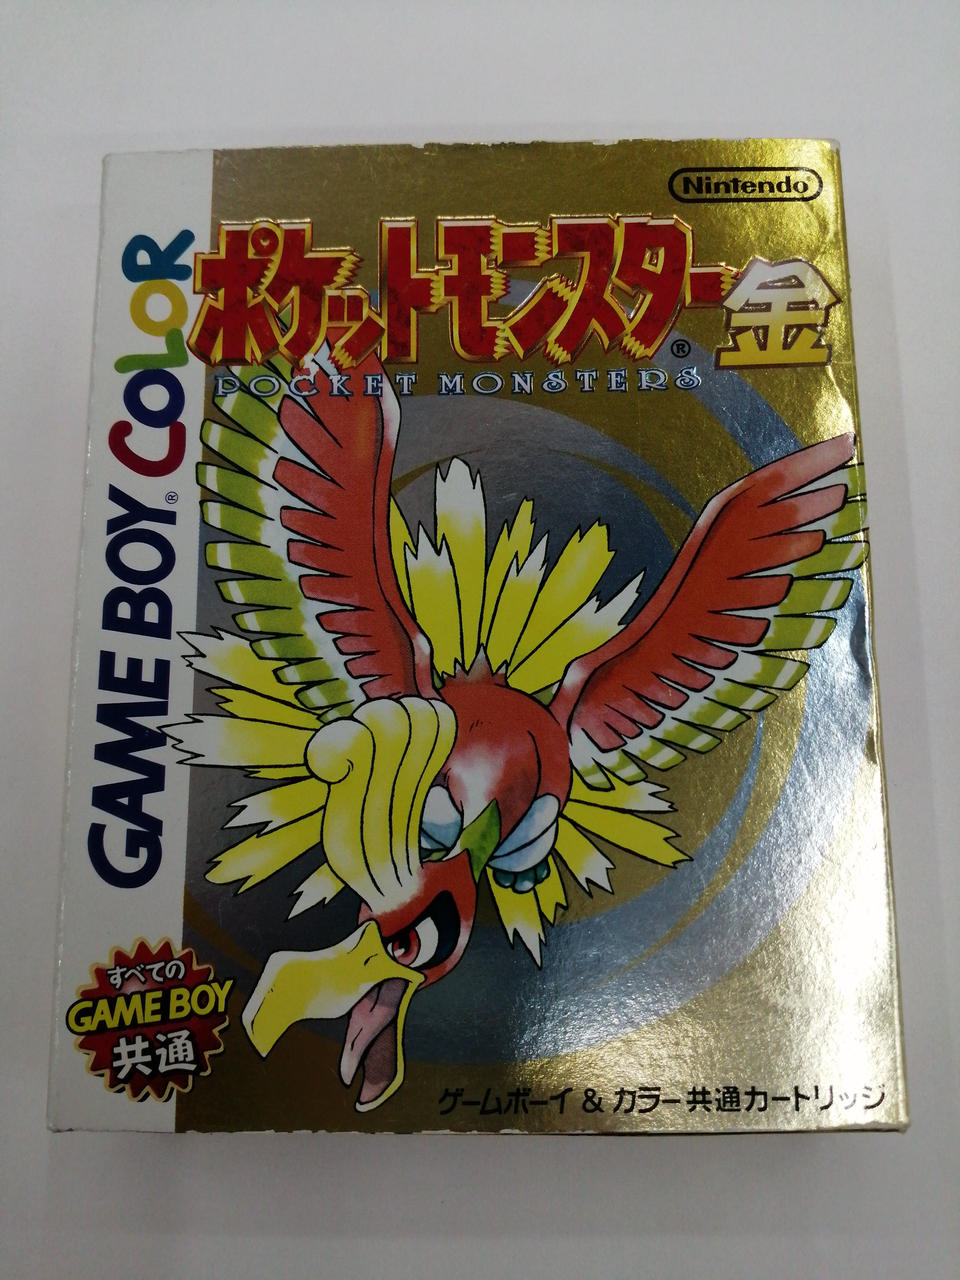 Nintendo®
ポケットモンスター金
®
POCKET MONSTERS
GAME BOY COLOR
®
すべての
GAME BOY
共通
ゲームボーイ & カラー共通カートリッジ